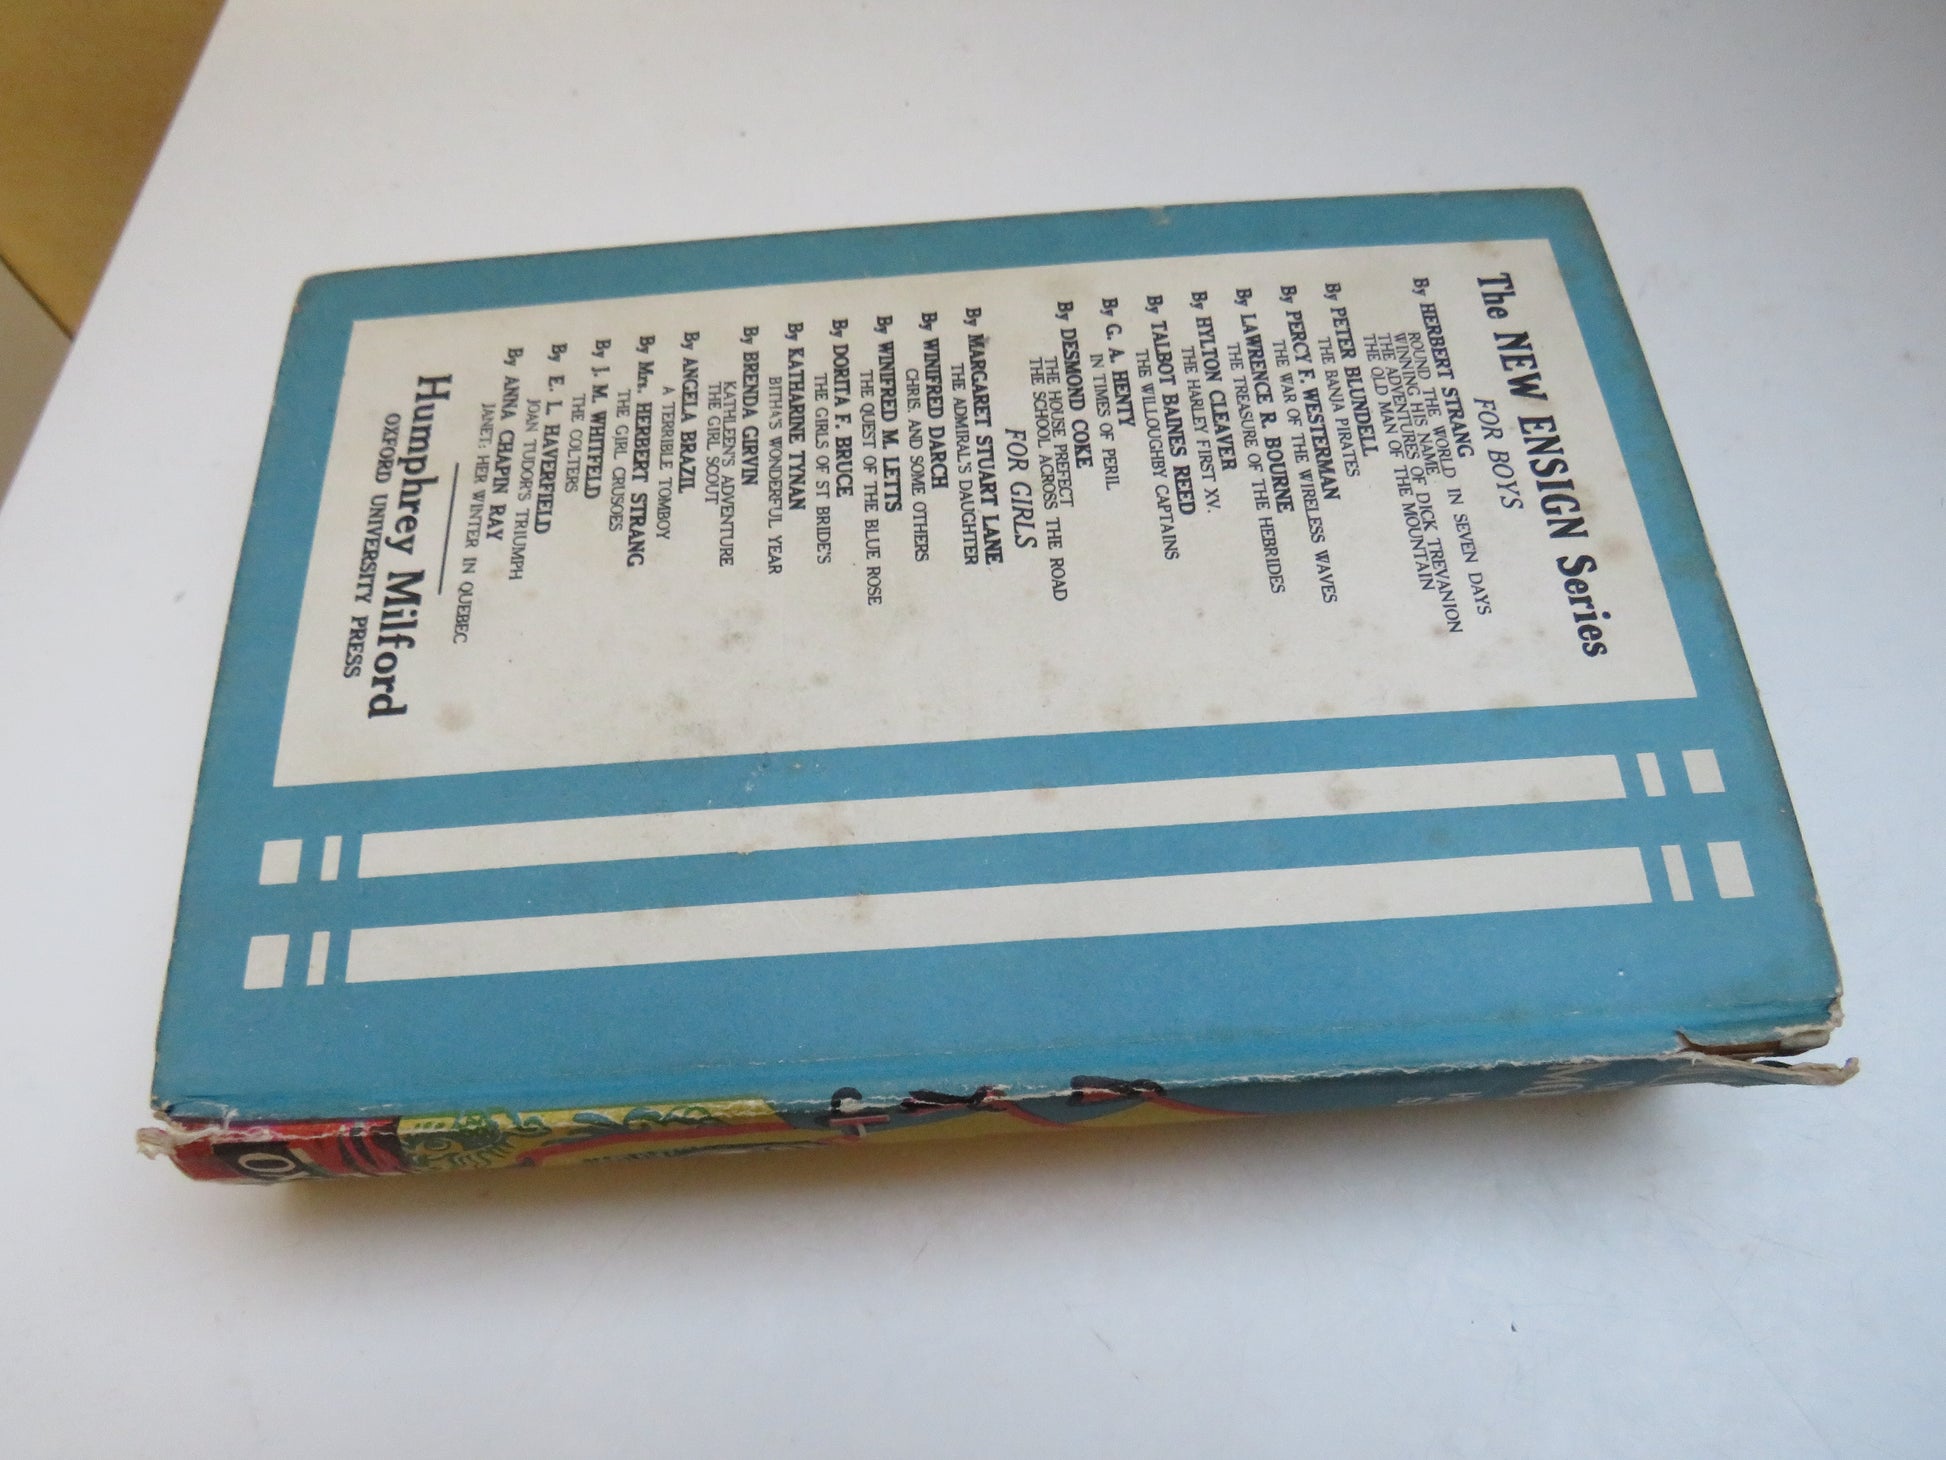 The NEW ENSIGN Series
FOR BOYS
By HERBERT STRANG
ROUND THE WORLD IN SEVEN DAYS
WINNING HIS NAME
THE ADVENTURES OF DICK TREVANION
THE OLD MAN OF THE MOUNTAIN
By PETER BLUNDELL
THE BANJA PIRATES
By PERCY F. WESTERMAN
THE WAR OF THE WIRELESS WAVES
By LAWRENCE R. BOURNE
THE TREASURE OF THE HEBRIDES
By HYLTON CLEAVER
THE HARLEY FIRST XV.
By TALBOT BAINES REED
THE WILLOUGHBY CAPTAINS
By G. A. HENTY
IN TIMES OF PERIL
By DESMOND COKE
THE HOUSE PREFECT
THE SCHOOL ACROSS THE ROAD
FOR GIRLS
By MARGARET STUART LANE
THE ADMIRAL'S DAUGHTER
By WINIFRED DARCH
CHRIS, AND SOME OTHERS
By WINIFRED M. LETTS
THE QUEST OF THE BLUE ROSE
By DORITA F. BRUCE
THE GIRLS OF ST BRIDE'S
By KATHARINE TYNAN
BITHA'S WONDERFUL YEAR
By BRENDA GIRVIN
KATHLEEN'S ADVENTURE
THE GIRL SCOUT
By ANGELA BRAZIL
A TERRIBLE TOMBOY
By Mrs. HERBERT STRANG
THE GIRL CRUSOES
By J. M. WHITFELD
THE COLTERS
By E. L. HAVERFIELD
JOAN TUDOR'S TRIUMPH
By ANNA CHAPIN RAY
JANET: HER WINTER IN QUEBEC
Humphrey Milford
OXFORD UNIVERSITY PRESS